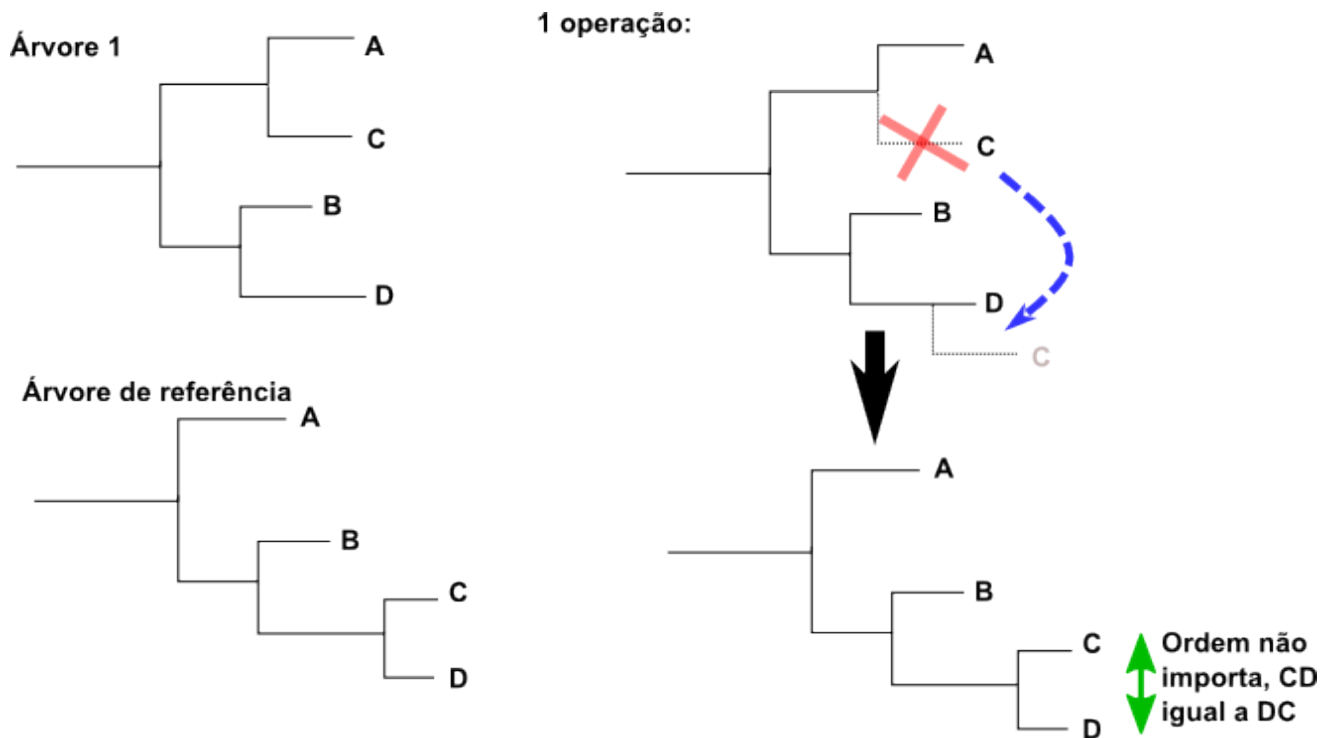 Árvore 1
A
C
B
D
Árvore de referência
A
B
C
D
1 operação:
A
C
B
D
C
A
B
C
D
Ordem não
importa, CD
igual a DC